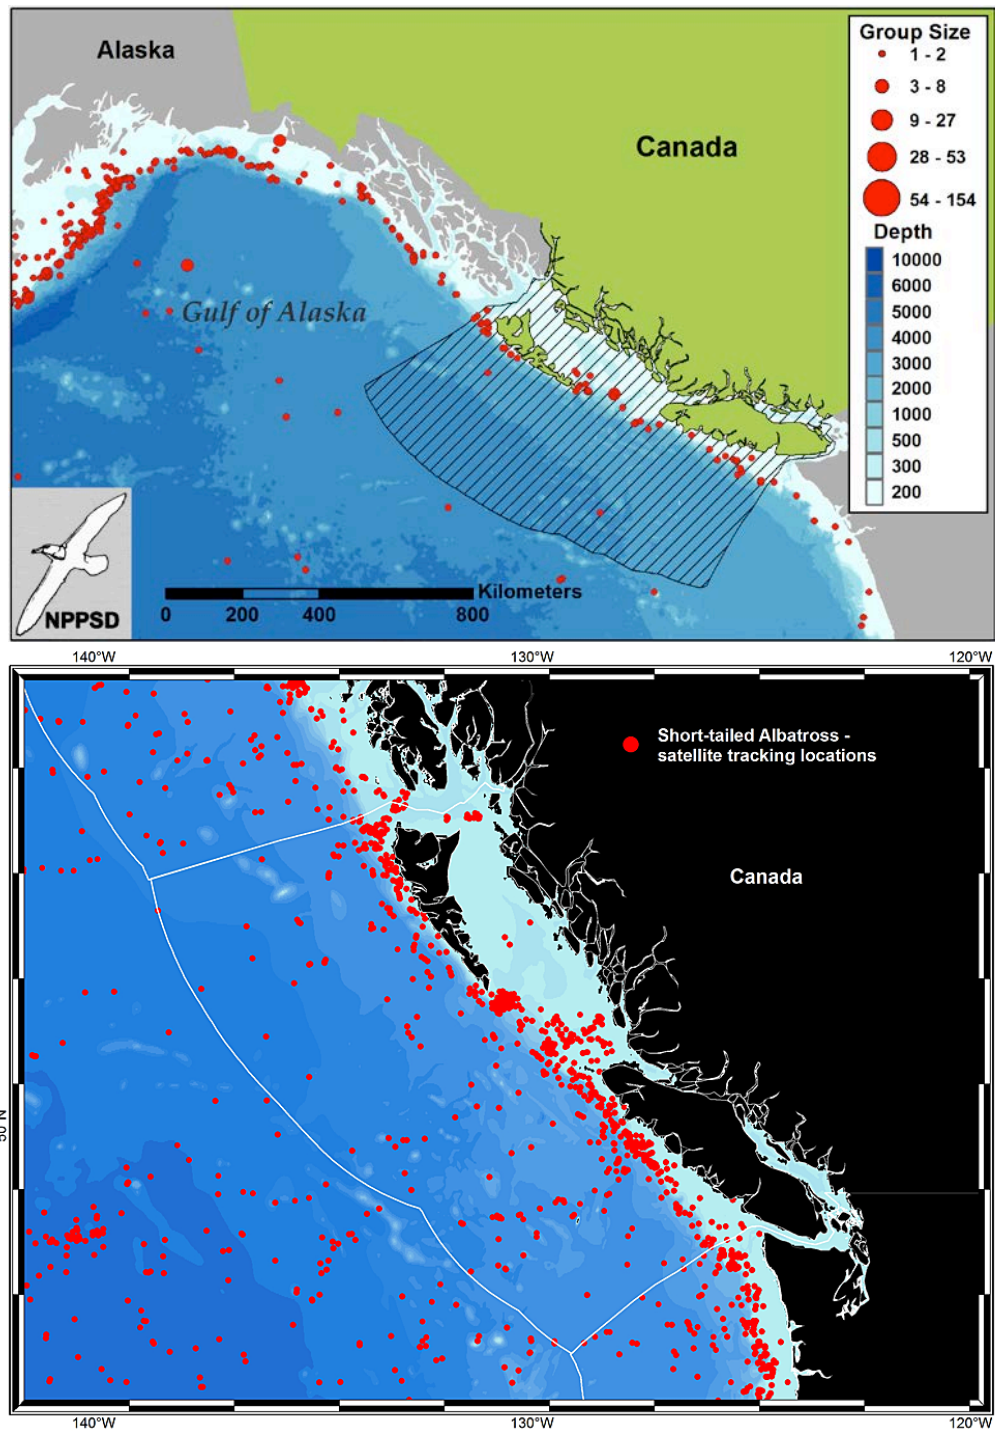 Alaska
Canada
Gulf of Alaska
Group Size
1 - 2
3 - 8
9 - 27
28 - 53
54 - 154
Depth
10000
6000
5000
4000
3000
2000
1000
500
300
200
NPPSD
Kilometers
0 200 400 800
140°W 130°W 120°W
Short-tailed Albatross -
satellite tracking locations
Canada
50°N
140°W 130°W 120°W